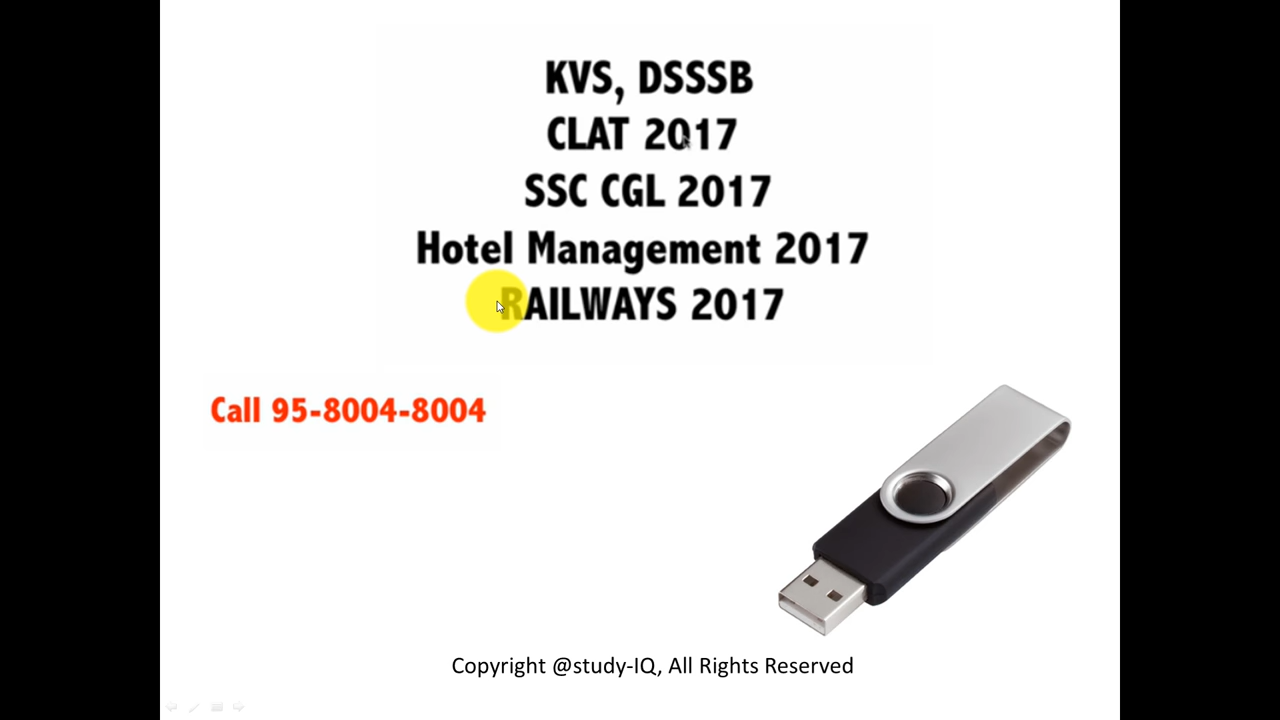 KVS, DSSSB
CLAT 2017
SSC CGL 2017
Hotel Management 2017
RAILWAYS 2017
Call 95-8004-8004
Copyright @study-IQ, All Rights Reserved